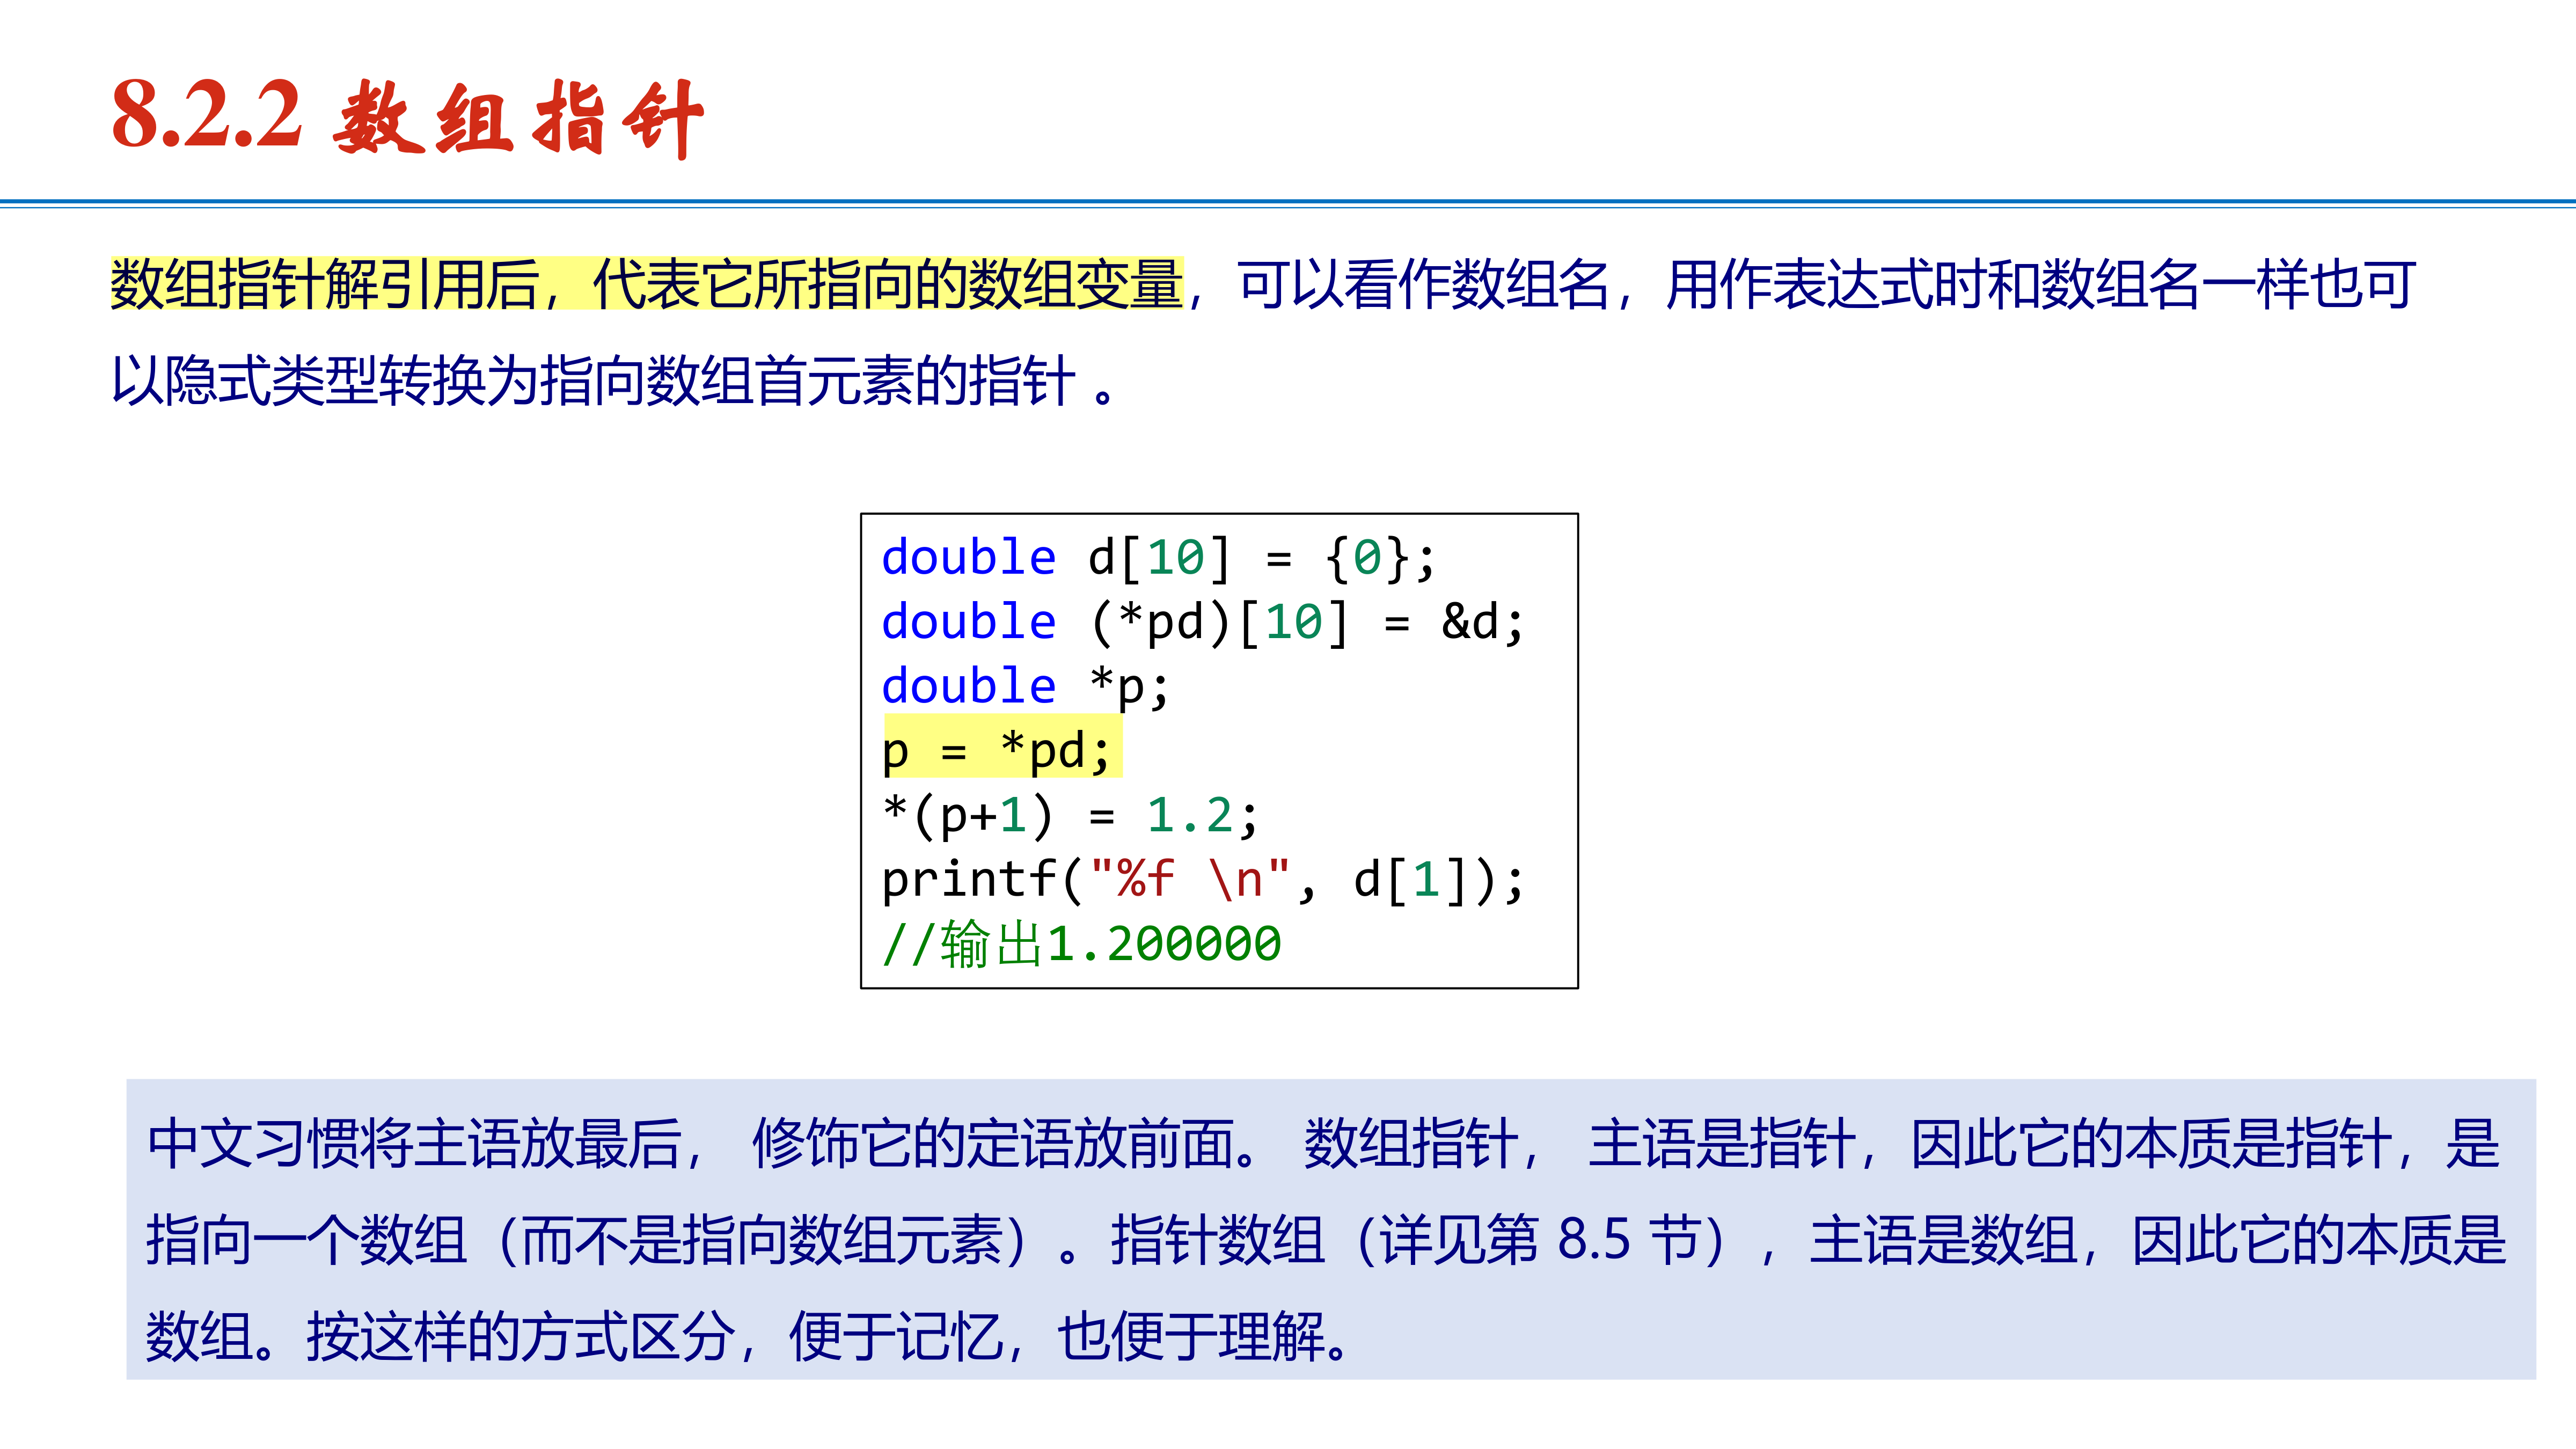 8.2.2 数组指针
数组指针解引用后，代表它所指向的数组变量，可以看作数组名，用作表达式时和数组名一样也可
以隐式类型转换为指向数组首元素的指针 。
double d[10] = {0};
double (*pd)[10] = &d;
double *p;
p = *pd;
*(p+1) = 1.2;
printf("%f \n", d[1]);
//输出1.200000
中文习惯将主语放最后， 修饰它的定语放前面。 数组指针， 主语是指针，因此它的本质是指针，是
指向一个数组（而不是指向数组元素）。指针数组（详见第 8.5 节），主语是数组，因此它的本质是
数组。按这样的方式区分，便于记忆，也便于理解。